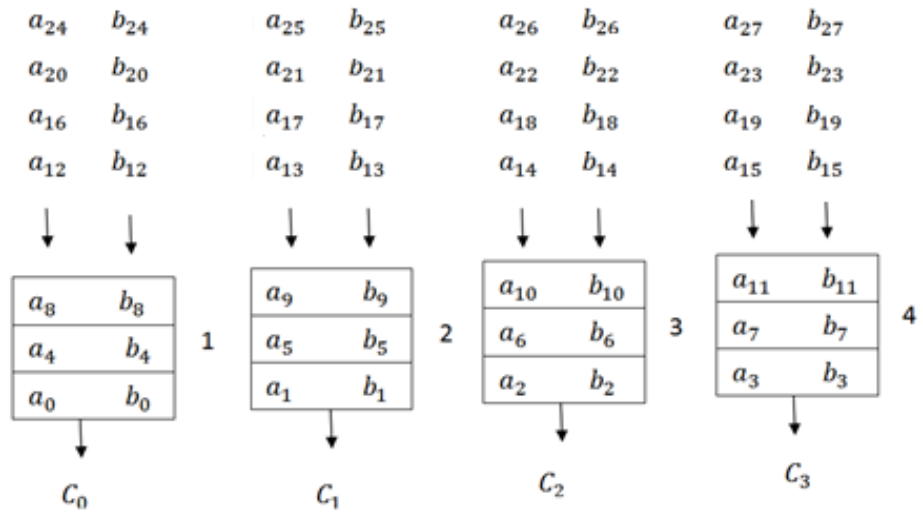 a₂₄ b₂₄ a₂₅ b₂₅ a₂₆ b₂₆ a₂₇ b₂₇
a₂₀ b₂₀ a₂₁ b₂₁ a₂₂ b₂₂ a₂₃ b₂₃
a₁₆ b₁₆ a₁₇ b₁₇ a₁₈ b₁₈ a₁₉ b₁₉
a₁₂ b₁₂ a₁₃ b₁₃ a₁₄ b₁₄ a₁₅ b₁₅
a₈ b₈ a₉ b₉ a₁₀ b₁₀ a₁₁ b₁₁
a₄ b₄ 1 a₅ b₅ 2 a₆ b₆ 3 a₇ b₇ 4
a₀ b₀ a₁ b₁ a₂ b₂ a₃ b₃
C₀ C₁ C₂ C₃